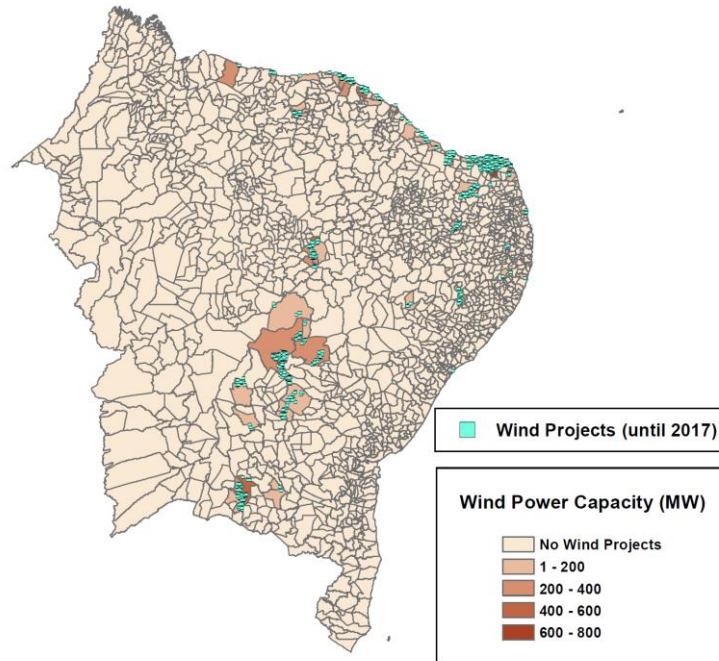 Wind Projects (until 2017)
Wind Power Capacity (MW)
No Wind Projects
1 - 200
200 - 400
400 - 600
600 - 800